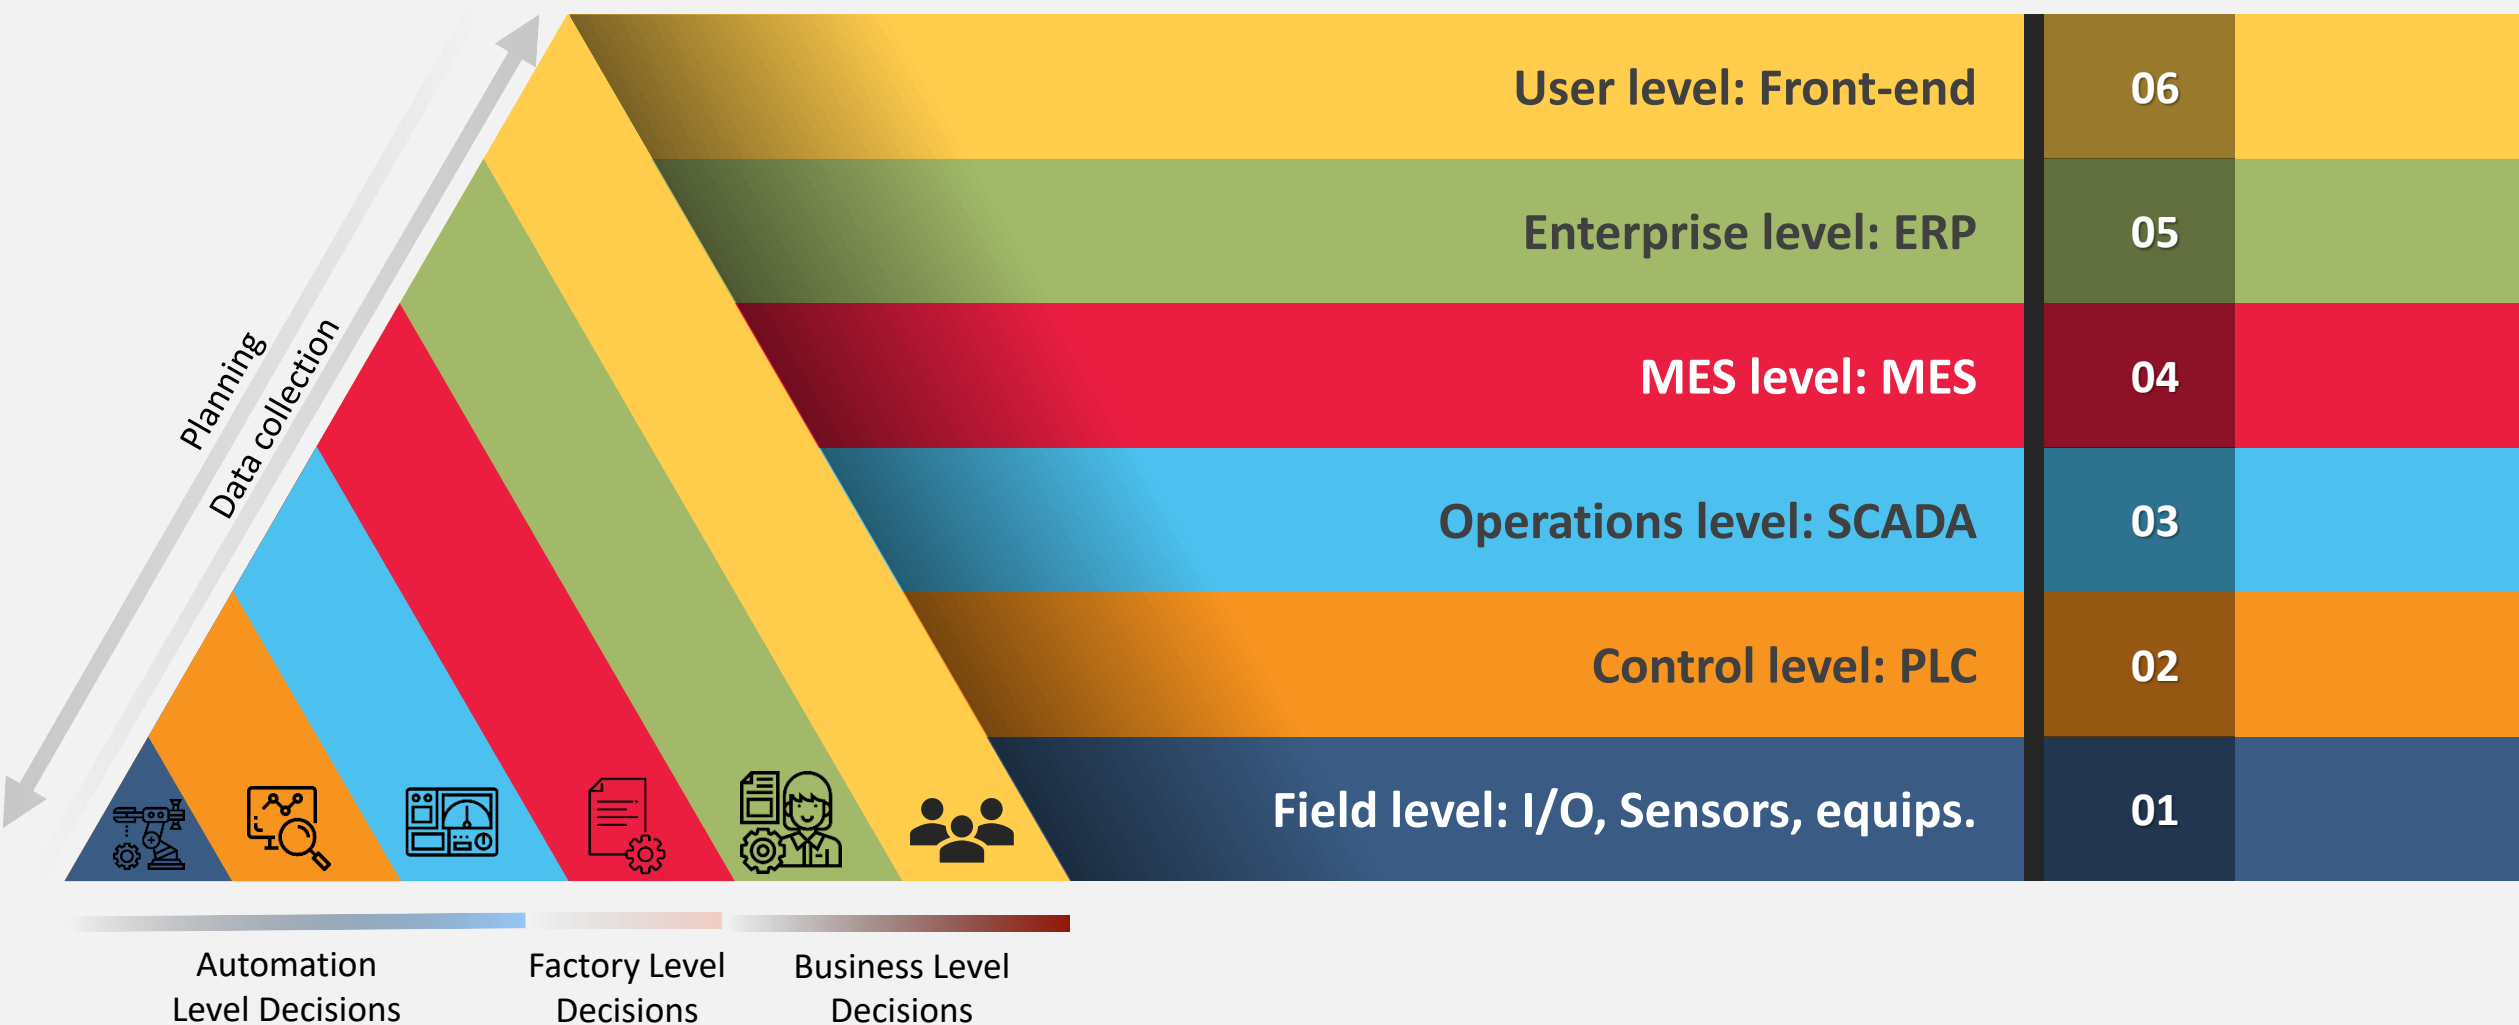 User level: Front-end
06
Enterprise level: ERP
05
MES level: MES
04
Operations level: SCADA
03
Control level: PLC
02
Field level: I/O, Sensors, equips.
01
Planning
Data collection
Automation
Level Decisions
Factory Level
Decisions
Business Level
Decisions